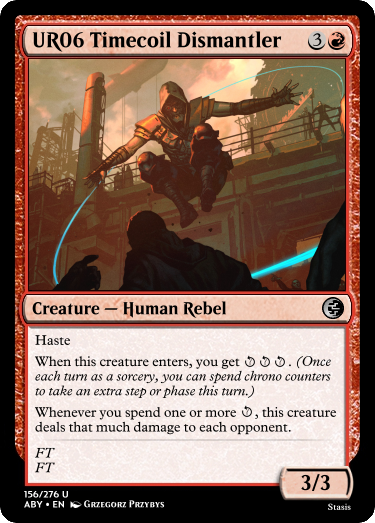 UR06 Timecoil Dismantler 3
Creature — Human Rebel
Haste
When this creature enters, you get . (Once
each turn as a sorcery, you can spend chrono counters
to take an extra step or phase this turn.)
Whenever you spend one or more , this creature
deals that much damage to each opponent.
FT
FT
3/3
156/276 U
ABY • EN Grzegorz Przybys
Stasis